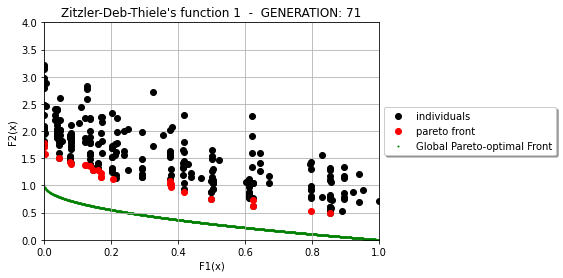 Zitzler-Deb-Thiele's function 1 - GENERATION: 71
4.0
3.5
3.0
2.5
2.0
1.5
1.0
0.5
0.0
F2(x)
0.0 0.2 0.4 0.6 0.8 1.0
F1(x)
individuals
pareto front
Global Pareto-optimal Front